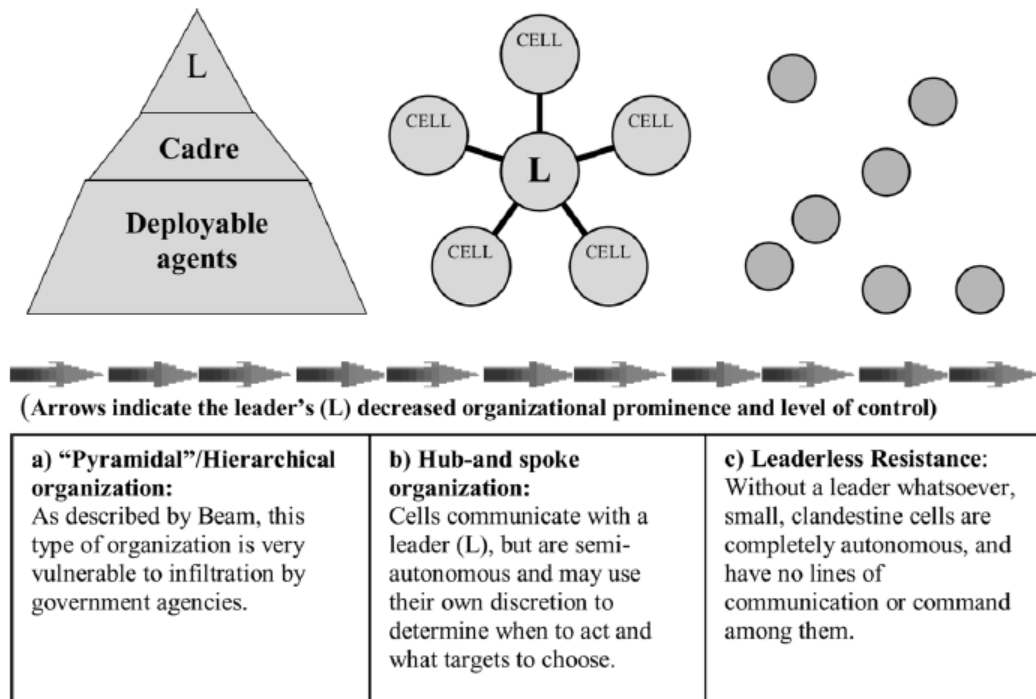 L
Cadre
Deployable
agents
CELL
CELL
CELL
L
CELL
CELL
(Arrows indicate the leader's (L) decreased organizational prominence and level of control)
a) “Pyramidal”/Hierarchical
organization:
As described by Beam, this
type of organization is very
vulnerable to infiltration by
government agencies.
b) Hub-and spoke
organization:
Cells communicate with a
leader (L), but are semi-
autonomous and may use
their own discretion to
determine when to act and
what targets to choose.
c) Leaderless Resistance:
Without a leader whatsoever,
small, clandestine cells are
completely autonomous, and
have no lines of
communication or command
among them.